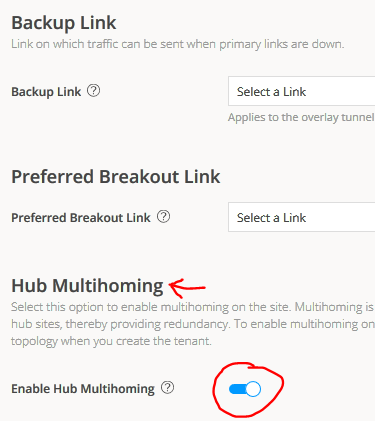 Backup Link
Link on which traffic can be sent when primary links are down.
Backup Link ?
Select a Link
Applies to the overlay tunnel
Preferred Breakout Link
Preferred Breakout Link ?
Select a Link
Hub Multihoming
Select this option to enable multihoming on the site. Multihoming is
hub sites, thereby providing redundancy. To enable multihoming on
topology when you create the tenant.
Enable Hub Multihoming ?